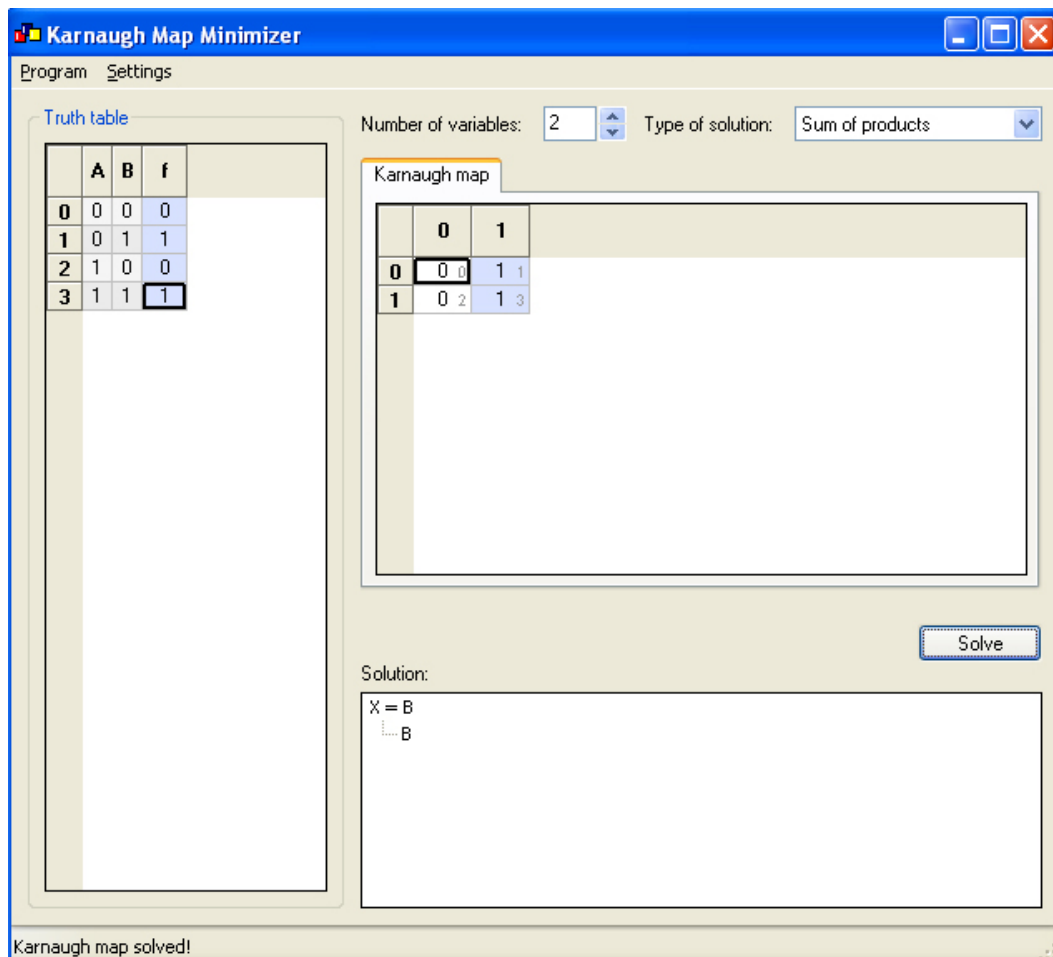 Karnaugh Map Minimizer
Program Settings
Truth table
A B f
0 0 0 0
1 0 1 1
2 1 0 0
3 1 1 1
Number of variables: 2 Type of solution: Sum of products
Karnaugh map
0 1
0 0 0 1 1
1 0 2 1 3
Solve
Solution:
X = B
B
Karnaugh map solved!